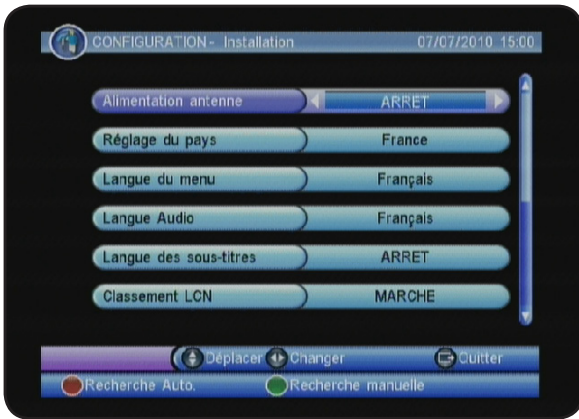 CONFIGURATION - Installation 07/07/2010 15:00
Alimentation antenne ARRET
Réglage du pays France
Langue du menu Français
Langue Audio Français
Langue des sous-titres ARRET
Classement LCN MARCHE
Déplacer Changer Quitter
Recherche Auto. Recherche manuelle